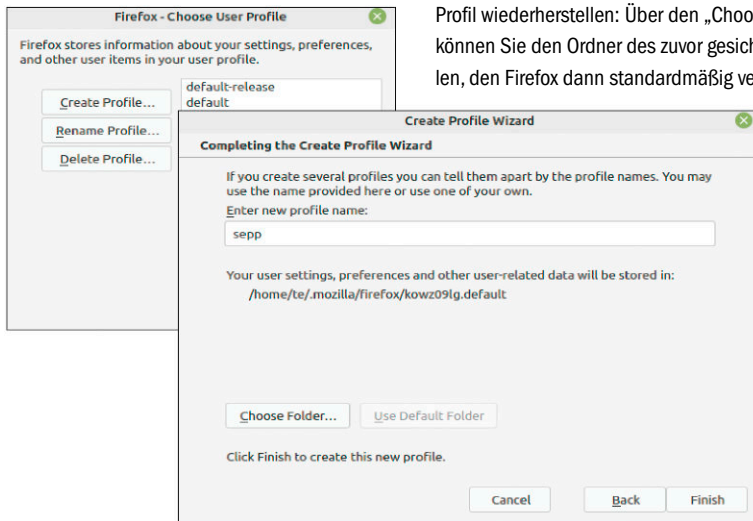 Firefox - Choose User Profile
Firefox stores information about your settings, preferences,
and other user items in your user profile.
Create Profile...
Rename Profile...
Delete Profile...
default-release
default
Profil wiederherstellen: Über den
können Sie den Ordner des zuvor
len, den Firefox dann standardmäßig
Create Profile Wizard
Completing the Create Profile Wizard
If you create several profiles you can tell them apart by the profile names. You may
use the name provided here or use one of your own.
Enter new profile name:
sepp
Your user settings, preferences and other user-related data will be stored in:
/home/te/.mozilla/firefox/kowz09lg.default
Choose Folder...
Use Default Folder
Click Finish to create this new profile.
Cancel
Back
Finish